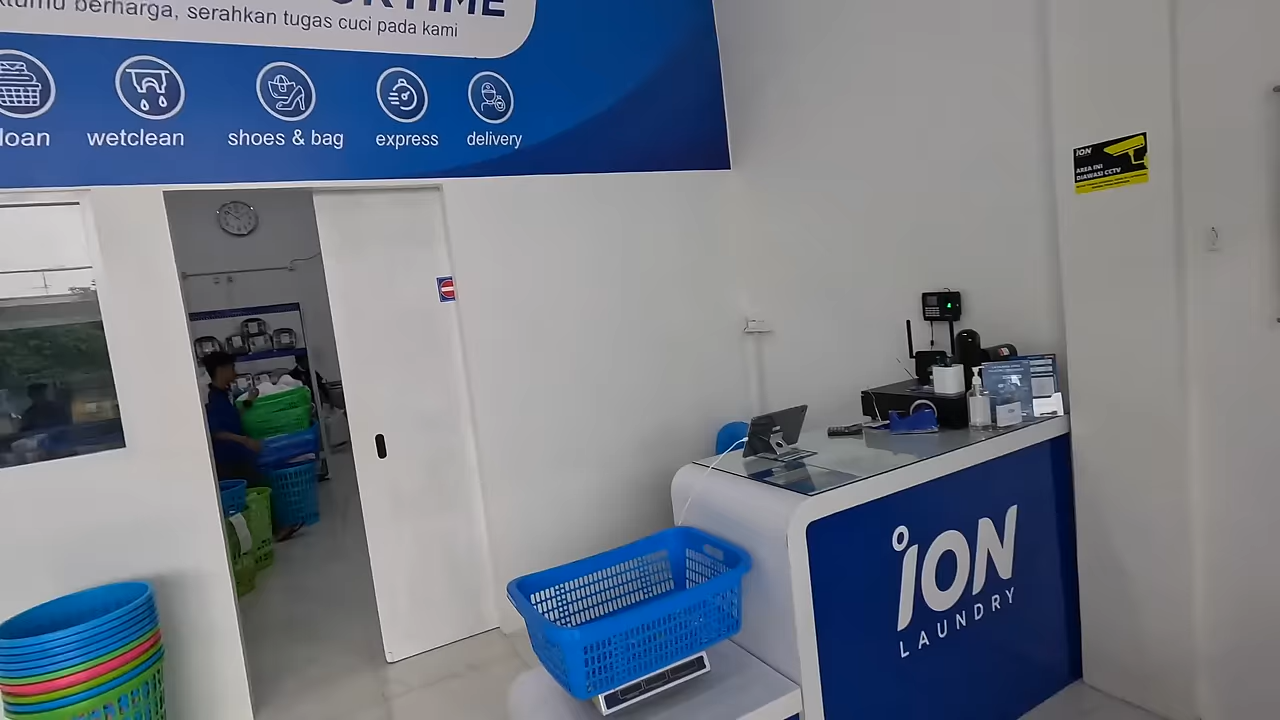 TIME
berharga, serahkan tugas cuci pada kami
loan
wetclean
shoes & bag
express
delivery
iON
AREA INI
DIAWASI CCTV
iON
LAUNDRY